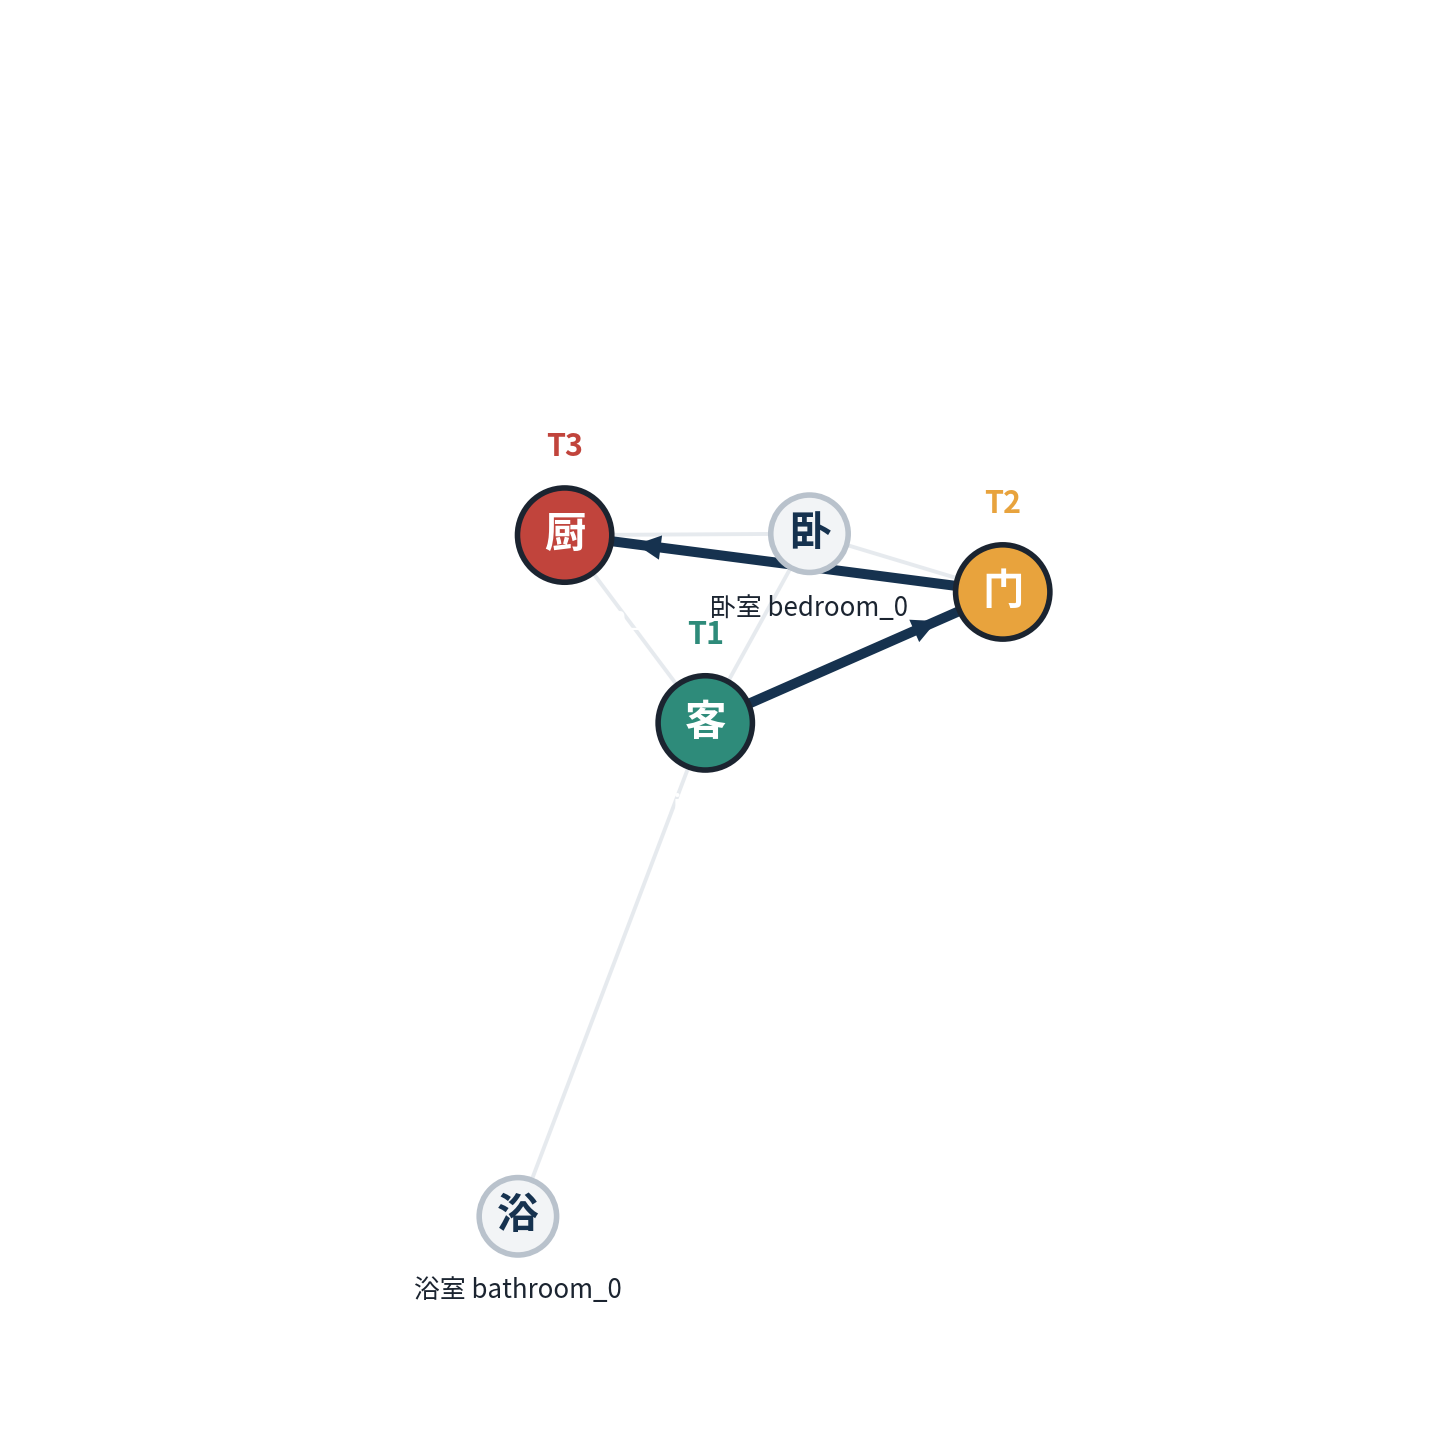 T3
厨
卧
T2
门
卧室 bedroom_0
T1
客
浴
浴室 bathroom_0